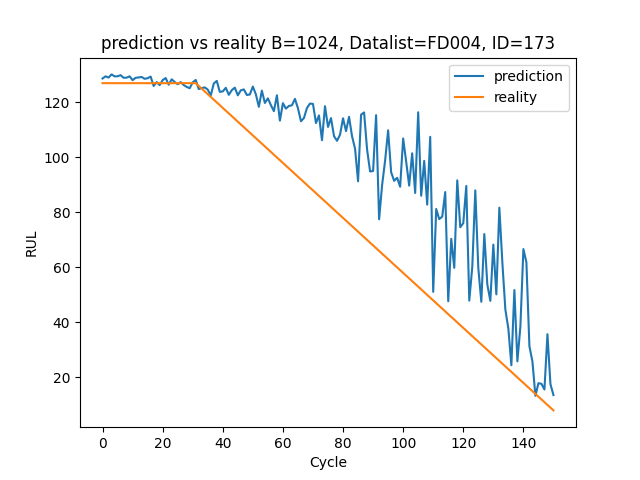 prediction vs reality B=1024, Datalist=FD004, ID=173
prediction
reality
120
100
80
60
40
20
RUL
0 20 40 60 80 100 120 140
Cycle